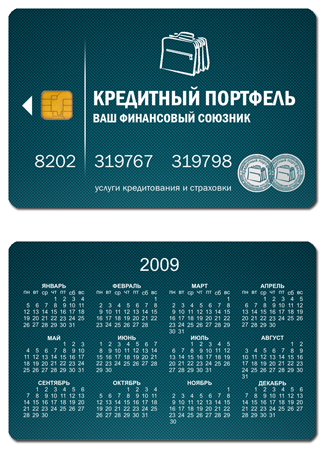 КРЕДИТНЫЙ ПОРТФЕЛЬ
ВАШ ФИНАНСОВЫЙ СОЮЗНИК
8202 319767 319798
услуги кредитования и страховки
2009
ЯНВАРЬ
пн вт ср чт пт сб вс
1 2 3 4
5 6 7 8 9 10 11
12 13 14 15 16 17 18
19 20 21 22 23 24 25
26 27 28 29 30 31
ФЕВРАЛЬ
пн вт ср чт пт сб вс
1
2 3 4 5 6 7 8
9 10 11 12 13 14 15
16 17 18 19 20 21 22
23 24 25 26 27 28
МАРТ
пн вт ср чт пт сб вс
1
2 3 4 5 6 7 8
9 10 11 12 13 14 15
16 17 18 19 20 21 22
23 24 25 26 27 28 29
30 31
АПРЕЛЬ
пн вт ср чт пт сб вс
1 2 3 4 5
6 7 8 9 10 11 12
13 14 15 16 17 18 19
20 21 22 23 24 25 26
27 28 29 30
МАЙ
1 2 3
4 5 6 7 8 9 10
11 12 13 14 15 16 17
18 19 20 21 22 23 24
25 26 27 28 29 30 31
ИЮНЬ
1 2 3 4 5 6 7
8 9 10 11 12 13 14
15 16 17 18 19 20 21
22 23 24 25 26 27 28
29 30
ИЮЛЬ
1 2 3 4 5
6 7 8 9 10 11 12
13 14 15 16 17 18 19
20 21 22 23 24 25 26
27 28 29 30 31
АВГУСТ
1 2
3 4 5 6 7 8 9
10 11 12 13 14 15 16
17 18 19 20 21 22 23
24 25 26 27 28 29 30
31
СЕНТЯБРЬ
1 2 3 4 5 6
7 8 9 10 11 12 13
14 15 16 17 18 19 20
21 22 23 24 25 26 27
28 29 30
ОКТЯБРЬ
1 2 3 4
5 6 7 8 9 10 11
12 13 14 15 16 17 18
19 20 21 22 23 24 25
26 27 28 29 30 31
НОЯБРЬ
1
2 3 4 5 6 7 8
9 10 11 12 13 14 15
16 17 18 19 20 21 22
23 24 25 26 27 28 29
30
ДЕКАБРЬ
1 2 3 4 5 6
7 8 9 10 11 12 13
14 15 16 17 18 19 20
21 22 23 24 25 26 27
28 29 30 31